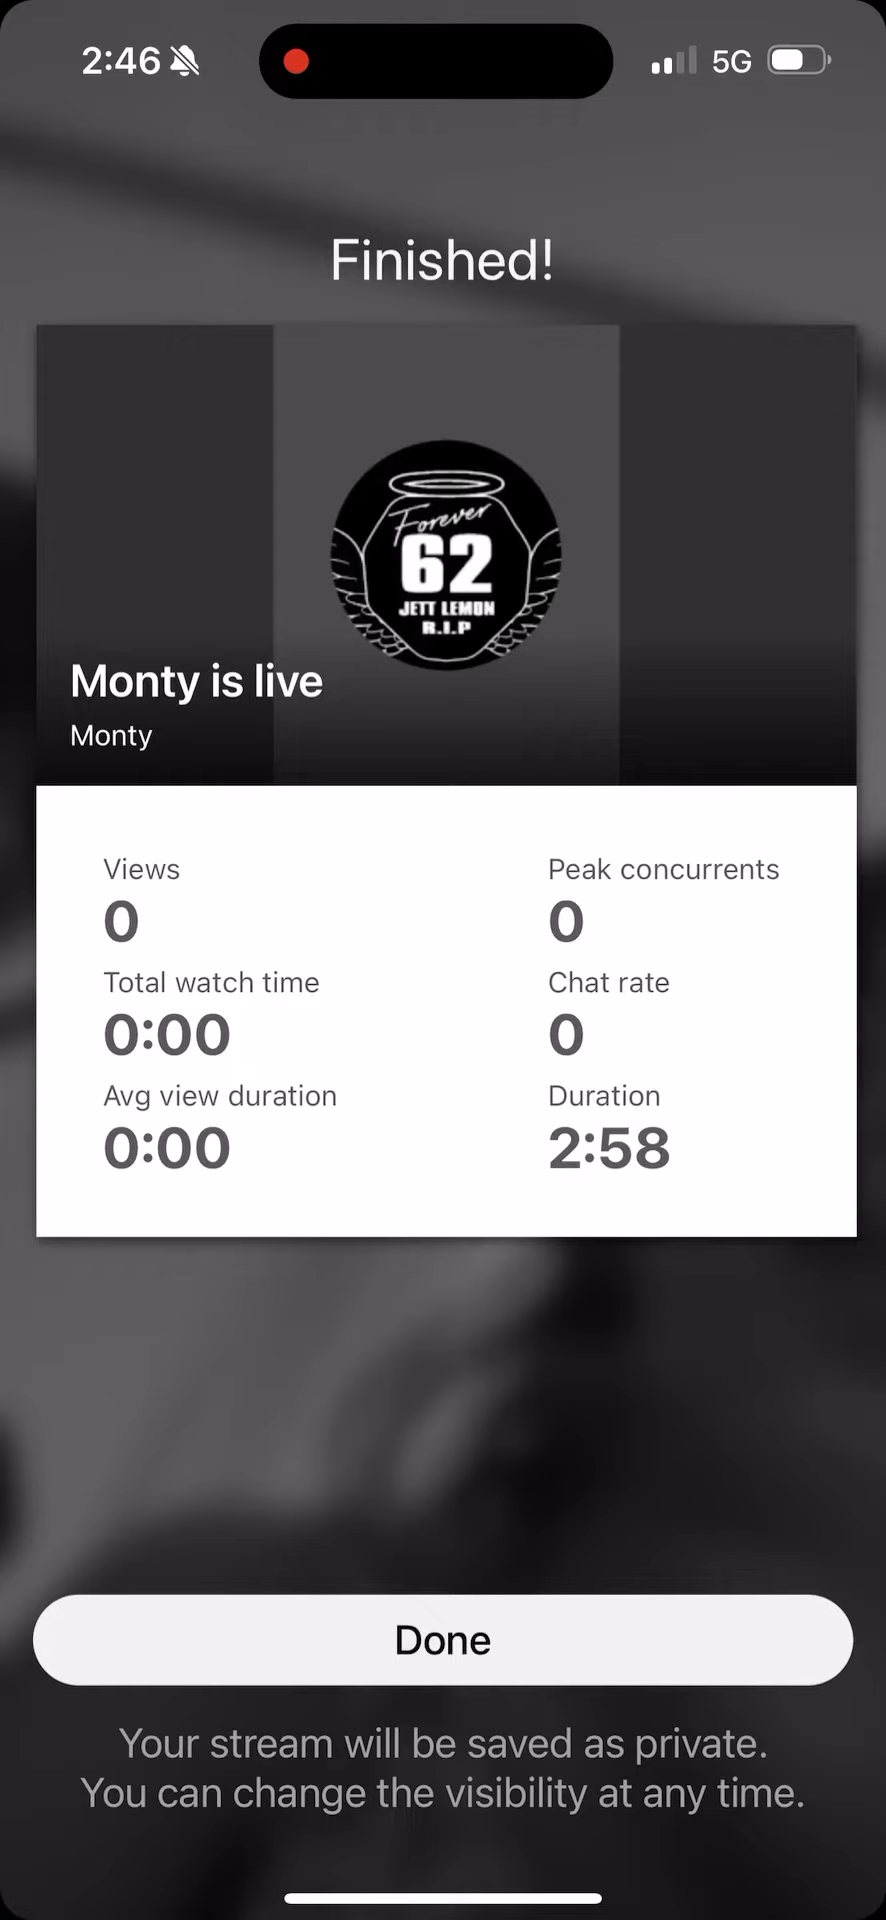 2:46
5G
Finished!
Forever
62
JETT LEMON
R.I.P
Monty is live
Monty
Views
0
Peak concurrents
0
Total watch time
0:00
Chat rate
0
Avg view duration
0:00
Duration
2:58
Done
Your stream will be saved as private.
You can change the visibility at any time.